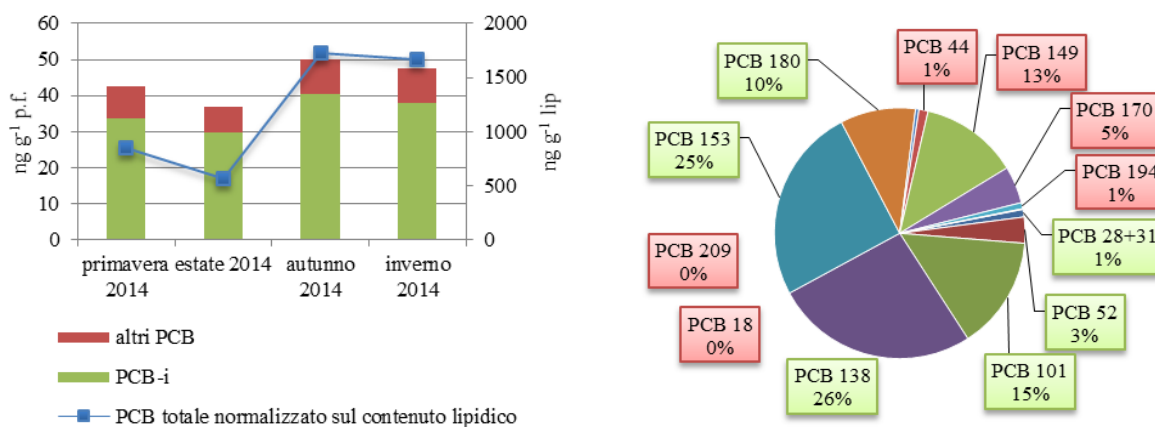 60
50
40
30
20
10
0
ng g-1 p.f.
2000
1500
1000
500
0
ng g-1 lip
primavera estate 2014 autunno inverno
2014 2014 2014
altri PCB
PCB-i
PCB totale normalizzato sul contenuto lipidico
PCB 44
1%
PCB 149
13%
PCB 180
10%
PCB 170
5%
PCB 153
25%
PCB 194
1%
PCB 28+31
1%
PCB 209
0%
PCB 52
3%
PCB 18
0%
PCB 138
26%
PCB 101
15%